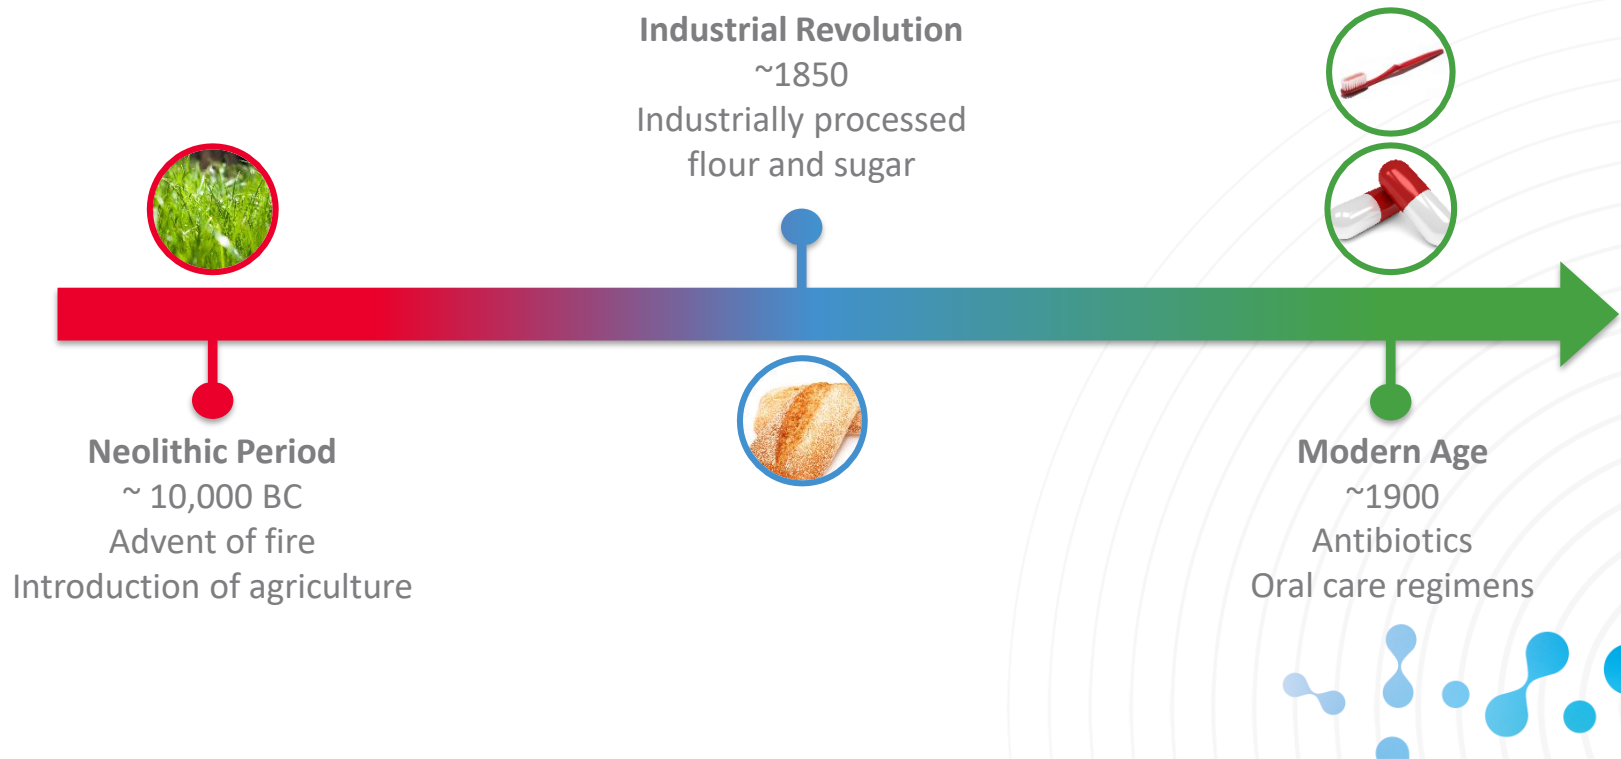 Industrial Revolution
~1850
Industrially processed
flour and sugar
Neolithic Period
~ 10,000 BC
Advent of fire
Introduction of agriculture
Modern Age
~1900
Antibiotics
Oral care regimens